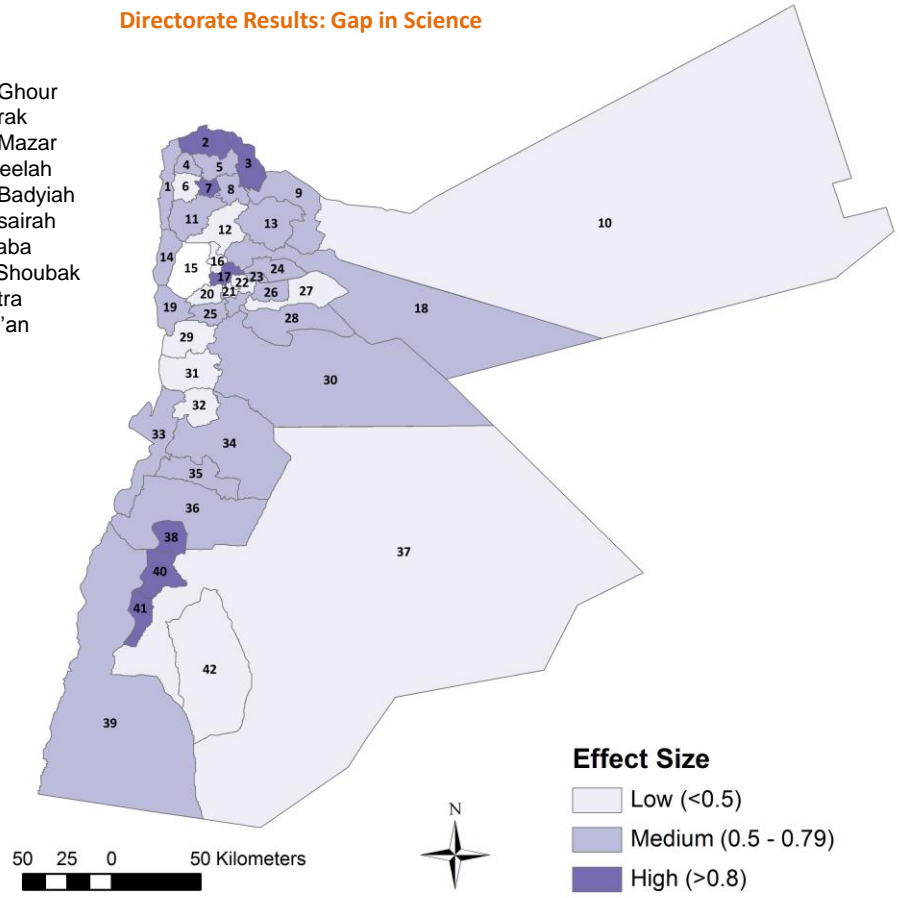 Directorate Results: Gap in Science
Ghour
rak
Mazar
eelah
Badyiah
sairah
aba
Shoubak
tra
'an
1
2
3
4
5
6
7
8
9
10
11
12
13
14
15
16
17
18
19
20
21
22
23
24
25
26
27
28
29
30
31
32
33
34
35
36
37
38
39
40
41
42
Effect Size
Low (<0.5)
Medium (0.5 - 0.79)
High (>0.8)
N
50 25 0 50 Kilometers